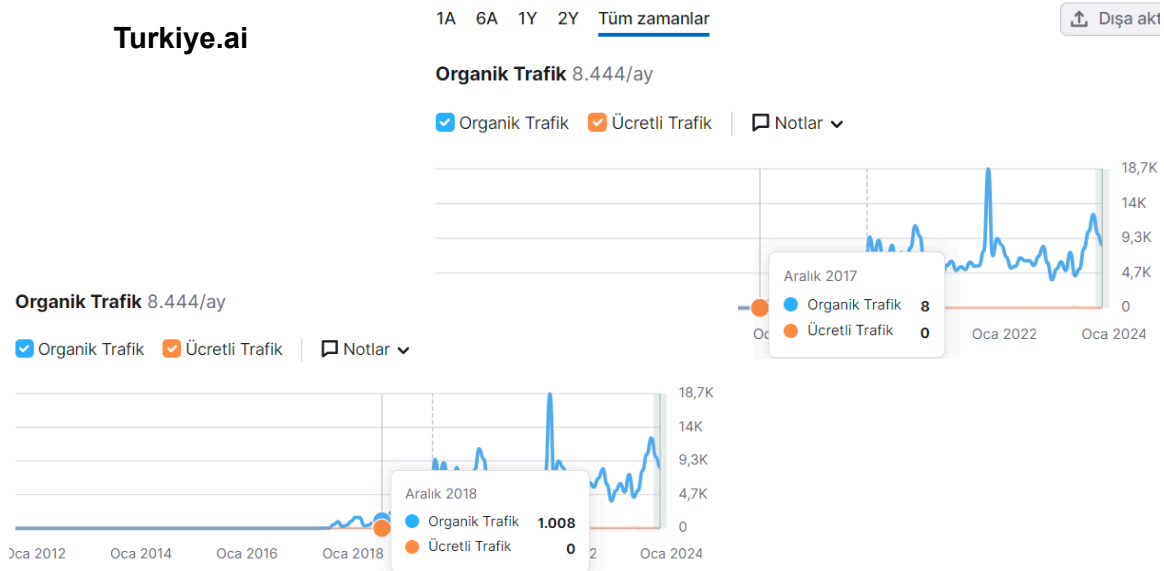 Turkiye.ai
1A 6A 1Y 2Y Tüm zamanlar
Dışa akt
Organik Trafik 8.444/ay
Organik Trafik Ücretli Trafik Notlar
18,7K
14K
9,3K
4,7K
0
Aralık 2017
Organik Trafik 8
Ücretli Trafik 0
Oc
Oca 2022
Oca 2024
Organik Trafik 8.444/ay
Organik Trafik Ücretli Trafik Notlar
18,7K
14K
9,3K
4,7K
0
Aralık 2018
Organik Trafik 1.008
Ücretli Trafik 0
Oca 2012 Oca 2014 Oca 2016 Oca 2018 2 Oca 2024